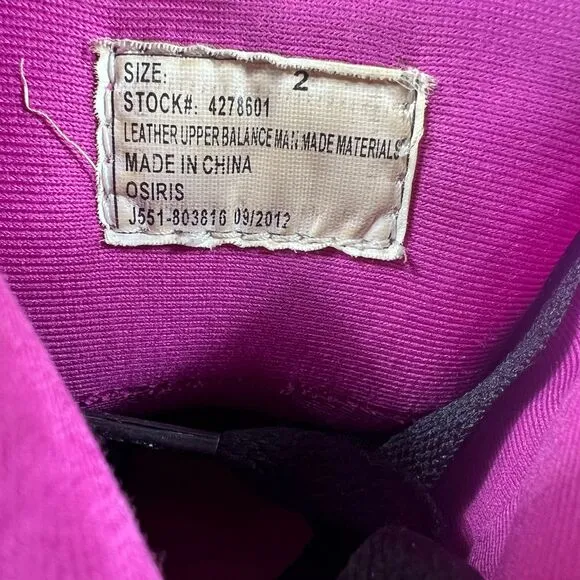 SIZE: 2
STOCK#: 4278601
LEATHER UPPER BALANCE MAN MADE MATERIALS
MADE IN CHINA
OSIRIS
J551-803816 09/2012